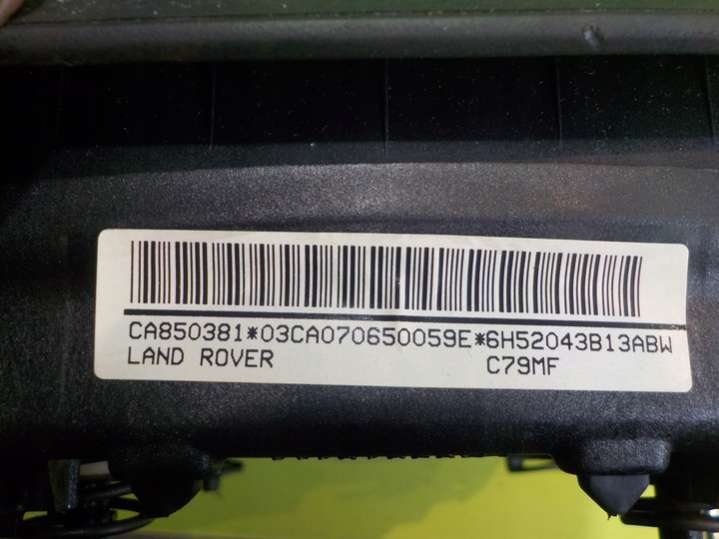 CA850381*03CA070650059E*6H52043B13ABW
LAND ROVER C79MF